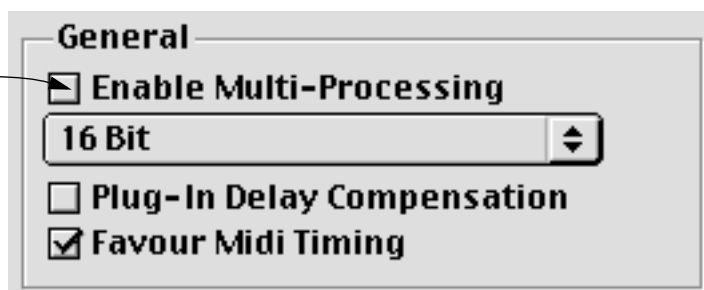 General
Enable Multi-Processing
16 Bit
Plug-In Delay Compensation
Favour Midi Timing